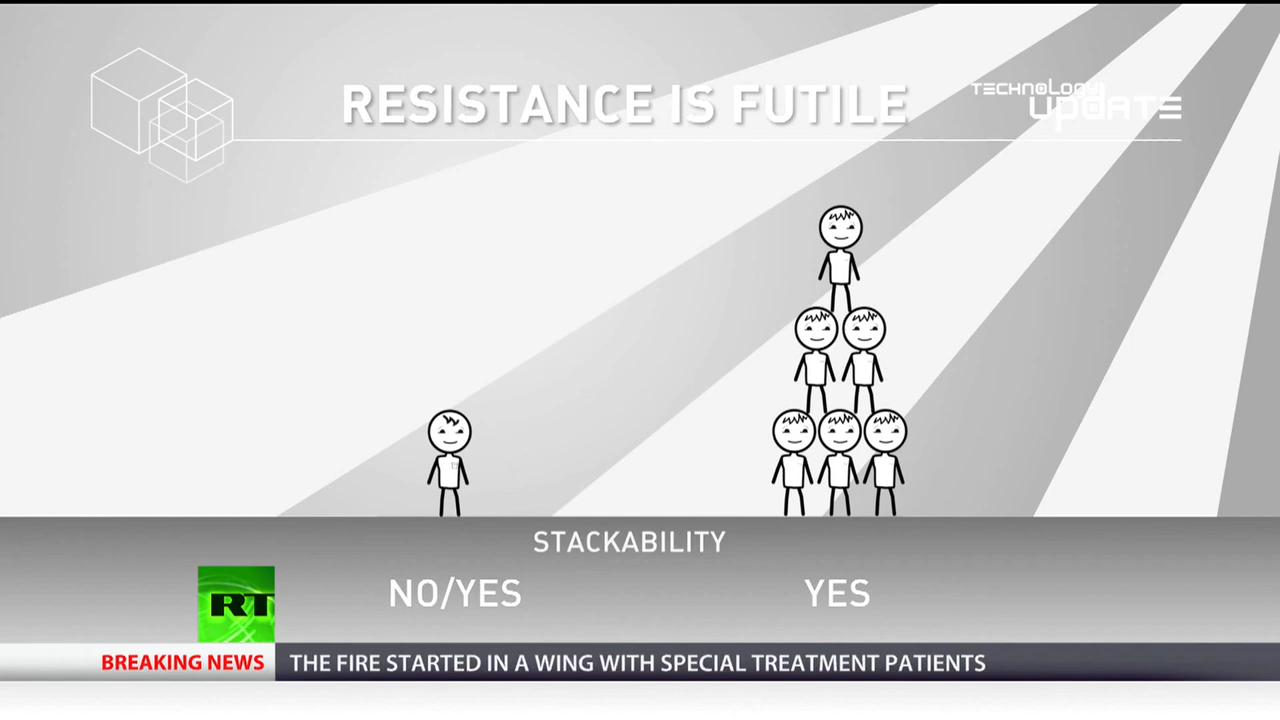 RESISTANCE IS FUTILE
TECHNOLOGY
UPDATE
STACKABILITY
NO/YES
YES
RT
BREAKING NEWS
THE FIRE STARTED IN A WING WITH SPECIAL TREATMENT PATIENTS